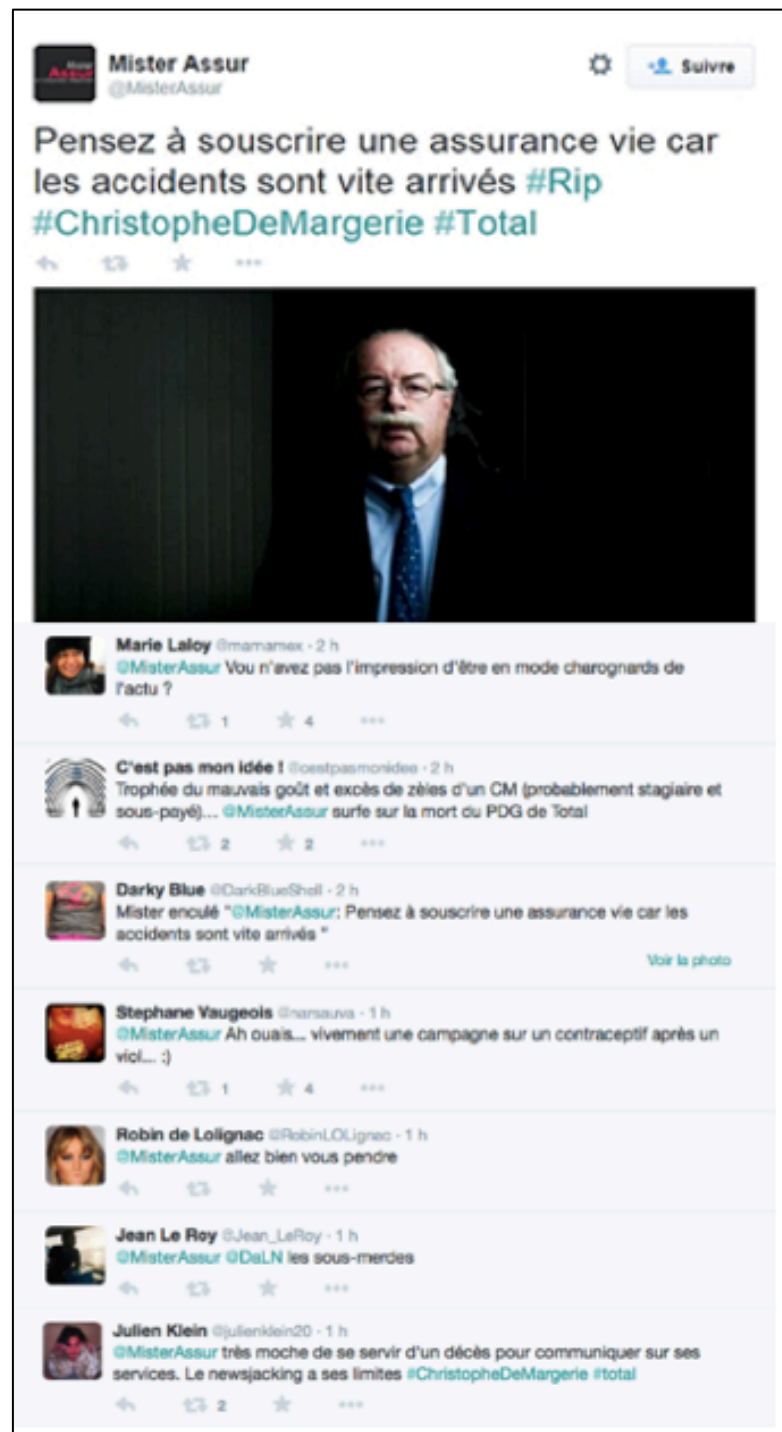 Mister Assur
@MisterAssur
Suivre
Pensez à souscrire une assurance vie car
les accidents sont vite arrivés #Rip
#ChristopheDeMargerie #Total
Marie Laloy @mamamex · 2 h
@MisterAssur Vou n'avez pas l'impression d'être en mode charognards de
l'actu ?
1 4
C'est pas mon idée ! @cestpasmonidee · 2 h
Trophée du mauvais goût et excès de zèles d'un CM (probablement stagiaire et
sous-payé)... @MisterAssur surfe sur la mort du PDG de Total
2 2
Darky Blue @DarkBlueShell · 2 h
Mister enculé "@MisterAssur: Pensez à souscrire une assurance vie car les
accidents sont vite arrivés "
Voir la photo
Stephane Vaugeois @narsauva · 1 h
@MisterAssur Ah ouais... vivement une campagne sur un contraceptif après un
viol... :)
1 4
Robin de Lolignac @RobinLOLignac · 1 h
@MisterAssur allez bien vous pendre
Jean Le Roy @Jean_LeRoy · 1 h
@MisterAssur @DaLN les sous-merdes
Julien Klein @julienklein20 · 1 h
@MisterAssur très moche de se servir d'un décès pour communiquer sur ses
services. Le newsjacking a ses limites #ChristopheDeMargerie #total
2